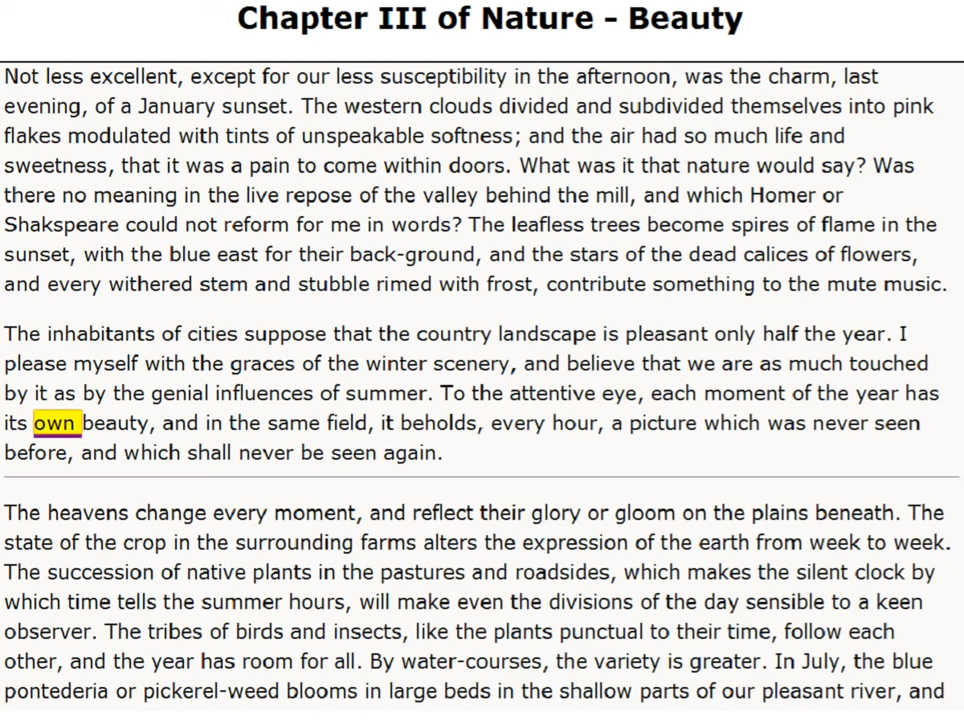 Chapter III of Nature - Beauty
Not less excellent, except for our less susceptibility in the afternoon, was the charm, last
evening, of a January sunset. The western clouds divided and subdivided themselves into pink
flakes modulated with tints of unspeakable softness; and the air had so much life and
sweetness, that it was a pain to come within doors. What was it that nature would say? Was
there no meaning in the live repose of the valley behind the mill, and which Homer or
Shakspeare could not reform for me in words? The leafless trees become spires of flame in the
sunset, with the blue east for their back-ground, and the stars of the dead calices of flowers,
and every withered stem and stubble rimed with frost, contribute something to the mute music.
The inhabitants of cities suppose that the country landscape is pleasant only half the year. I
please myself with the graces of the winter scenery, and believe that we are as much touched
by it as by the genial influences of summer. To the attentive eye, each moment of the year has
its own beauty, and in the same field, it beholds, every hour, a picture which was never seen
before, and which shall never be seen again.
The heavens change every moment, and reflect their glory or gloom on the plains beneath. The
state of the crop in the surrounding farms alters the expression of the earth from week to week.
The succession of native plants in the pastures and roadsides, which makes the silent clock by
which time tells the summer hours, will make even the divisions of the day sensible to a keen
observer. The tribes of birds and insects, like the plants punctual to their time, follow each
other, and the year has room for all. By water-courses, the variety is greater. In July, the blue
pontederia or pickerel-weed blooms in large beds in the shallow parts of our pleasant river, and